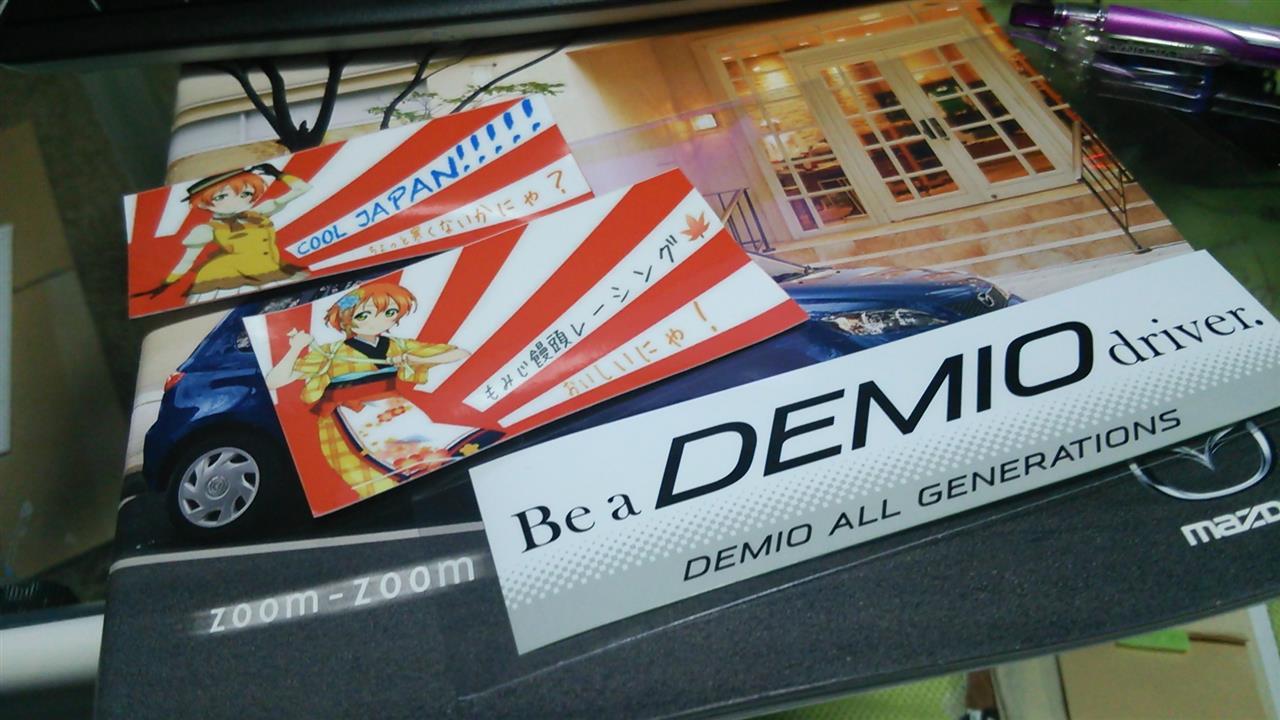 COOL JAPAN!!!!!
ちょっと寒くないかにゃ？
もみじ饅頭レーシング
おいしいにゃ！
Be a DEMIO driver.
DEMIO ALL GENERATIONS
zoom-zoom
mazd